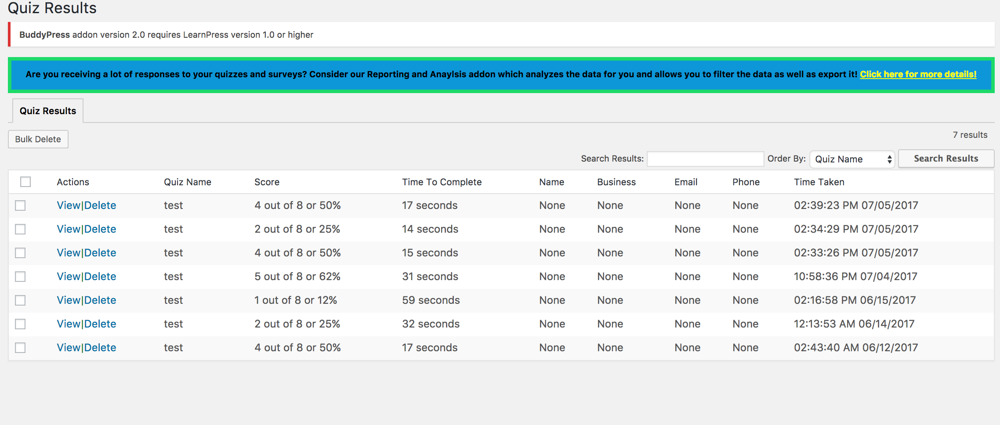 Quiz Results
BuddyPress addon version 2.0 requires LearnPress version 1.0 or higher
Are you receiving a lot of responses to your quizzes and surveys? Consider our Reporting and Anaylsis addon which analyzes the data for you and allows you to filter the data as well as export it! Click here for more details!
Quiz Results
Bulk Delete
7 results
Search Results: Order By: Quiz Name Search Results
Actions Quiz Name Score Time To Complete Name Business Email Phone Time Taken
View|Delete test 4 out of 8 or 50% 17 seconds None None None None 02:39:23 PM 07/05/2017
View|Delete test 2 out of 8 or 25% 14 seconds None None None None 02:34:29 PM 07/05/2017
View|Delete test 4 out of 8 or 50% 15 seconds None None None None 02:33:26 PM 07/05/2017
View|Delete test 5 out of 8 or 62% 31 seconds None None None None 10:58:36 PM 07/04/2017
View|Delete test 1 out of 8 or 12% 59 seconds None None None None 02:16:58 PM 06/15/2017
View|Delete test 2 out of 8 or 25% 32 seconds None None None None 12:13:53 AM 06/14/2017
View|Delete test 4 out of 8 or 50% 17 seconds None None None None 02:43:40 AM 06/12/2017